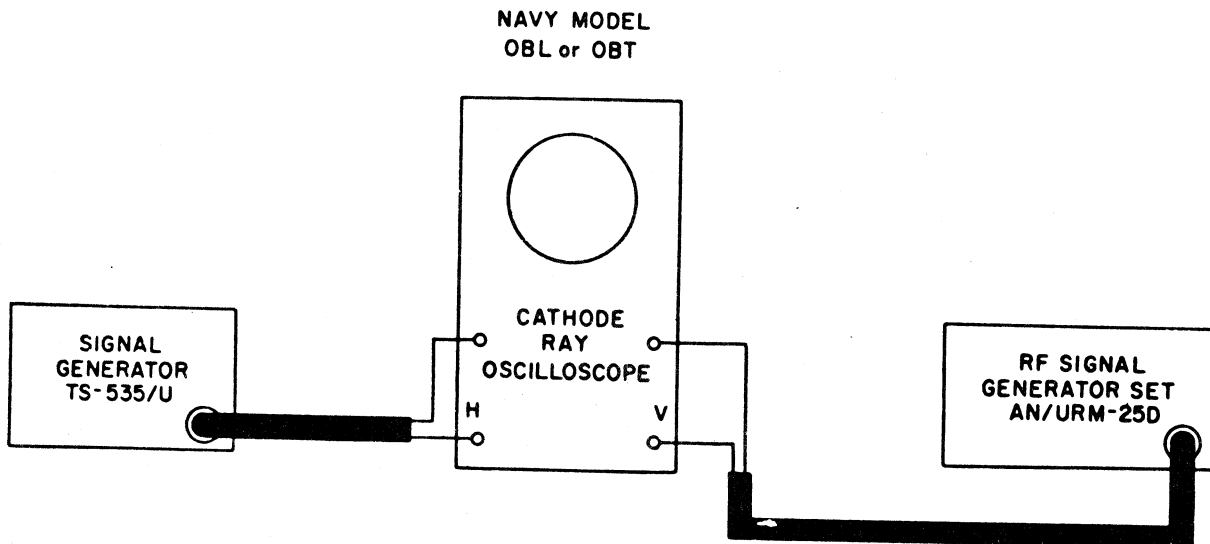 NAVY MODEL
OBL or OBT
CATHODE
RAY
OSCILLOSCOPE
H
V
SIGNAL
GENERATOR
TS-535/U
RF SIGNAL
GENERATOR SET
AN/URM-25D